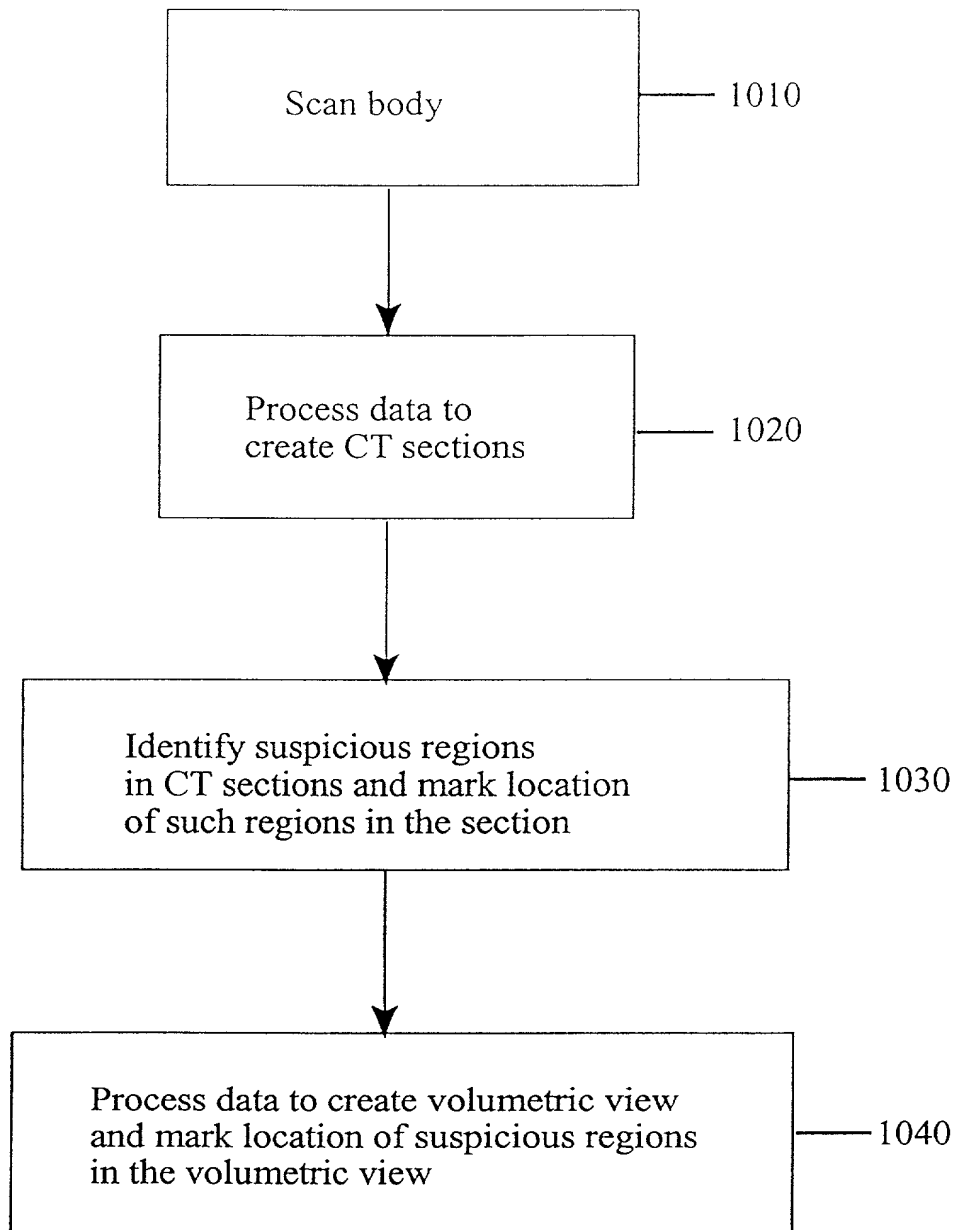 Scan body
1010
Process data to
create CT sections
1020
Identify suspicious regions
in CT sections and mark location
of such regions in the section
1030
Process data to create volumetric view
and mark location of suspicious regions
in the volumetric view
1040